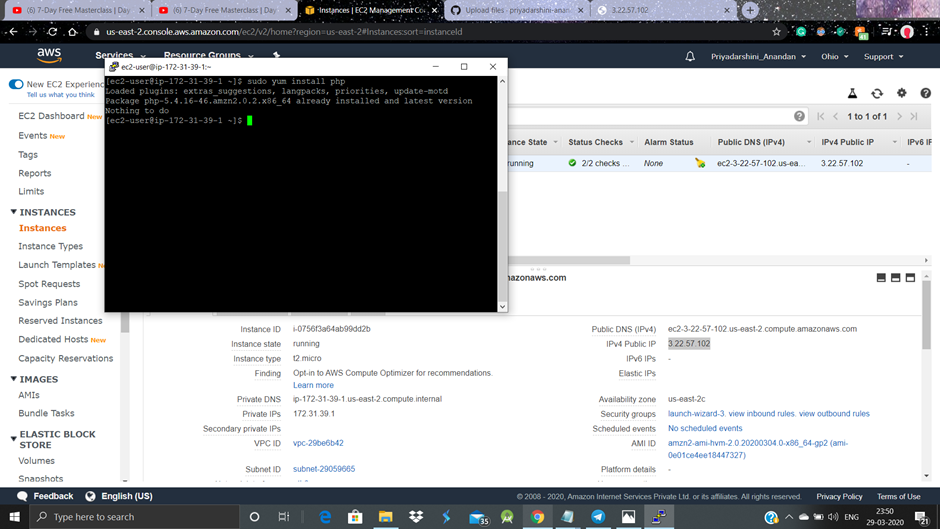 (6) 7-Day Free Masterclass | Day
(6) 7-Day Free Masterclass | Day
Instances | EC2 Management Co
Upload files · priyadarshini-anand
3.22.57.102
us-east-2.console.aws.amazon.com/ec2/v2/home?region=us-east-2#Instances:sort=instanceId
aws
Services
Resource Groups
Priyadarshini_Anandan
Ohio
Support
ec2-user@ip-172-31-39-1:~
[ec2-user@ip-172-31-39-1 ~]$ sudo yum install php
Loaded plugins: extras_suggestions, langpacks, priorities, update-motd
Package php-5.4.16-46.amzn2.0.2.x86_64 already installed and latest version
Nothing to do
[ec2-user@ip-172-31-39-1 ~]$
New EC2 Experience
Tell us what you think
EC2 Dashboard New
Events New
Tags
Reports
Limits
INSTANCES
Instances
Instance Types
Launch Templates
Spot Requests
Savings Plans
Reserved Instances
Dedicated Hosts New
Capacity Reservations
IMAGES
AMIs
Bundle Tasks
ELASTIC BLOCK
STORE
Volumes
Snapshots
1 to 1 of 1
nce State
Status Checks
Alarm Status
Public DNS (IPv4)
IPv4 Public IP
IPv6 IP
running
2/2 checks ...
None
ec2-3-22-57-102.us-ea...
3.22.57.102
-
azonaws.com
Instance ID i-0756f3a64ab99dd2b
Instance state running
Instance type t2.micro
Finding Opt-in to AWS Compute Optimizer for recommendations.
Learn more
Private DNS ip-172-31-39-1.us-east-2.compute.internal
Private IPs 172.31.39.1
Secondary private IPs
VPC ID vpc-29be6b42
Subnet ID subnet-29059665
Public DNS (IPv4) ec2-3-22-57-102.us-east-2.compute.amazonaws.com
IPv4 Public IP 3.22.57.102
IPv6 IPs -
Elastic IPs
Availability zone us-east-2c
Security groups launch-wizard-3. view inbound rules. view outbound rules
Scheduled events No scheduled events
AMI ID amzn2-ami-hvm-2.0.20200304.0-x86_64-gp2 (ami-
0e01ce4ee18447327)
Platform details -
Feedback
English (US)
© 2008 - 2020, Amazon Internet Services Private Ltd. or its affiliates. All rights reserved.
Privacy Policy
Terms of Use
Type here to search
35
ENG
23:50
08-04-2020
21